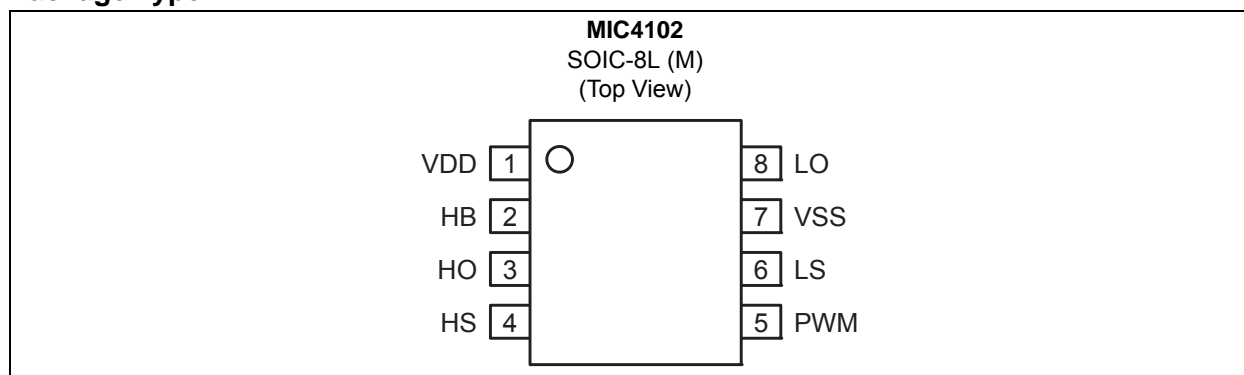 MIC4102
SOIC-8L (M)
(Top View)
VDD 1 8 LO
HB 2 7 VSS
HO 3 6 LS
HS 4 5 PWM